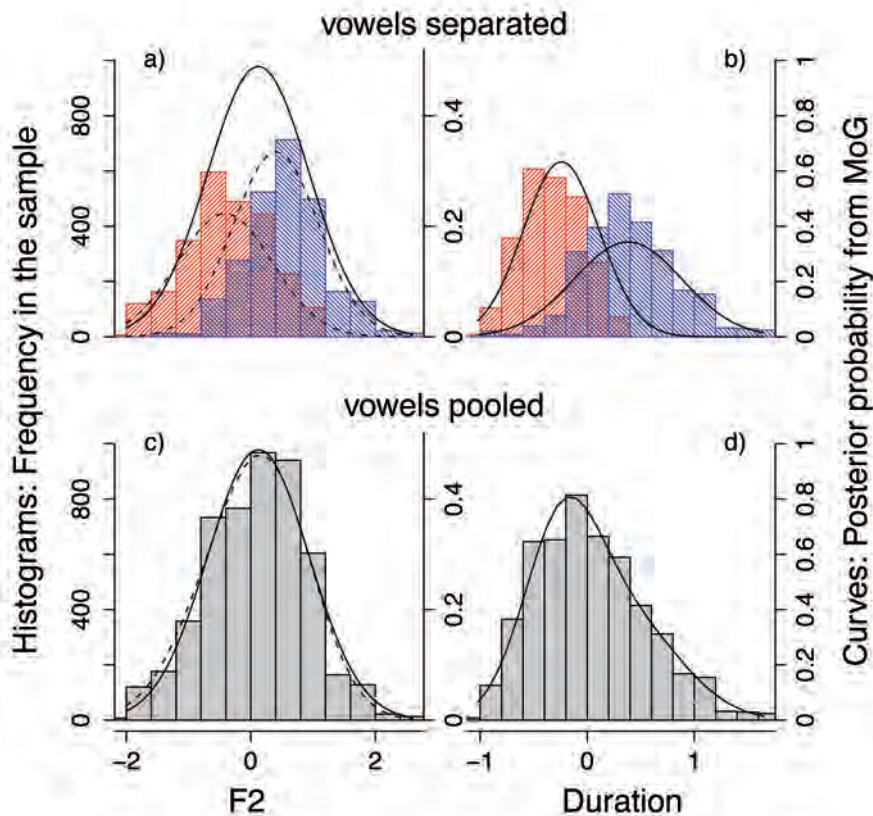 vowels separated
a)
b)
Histograms: Frequency in the sample
800
400
0
0.4
0.2
0
1
0.8
0.6
0.4
0.2
0
Curves: Posterior probability from MoG
vowels pooled
c)
d)
800
400
0
0.4
0.2
0
1
0.8
0.6
0.4
0.2
0
−2 0 2
−1 0 1
F2
Duration